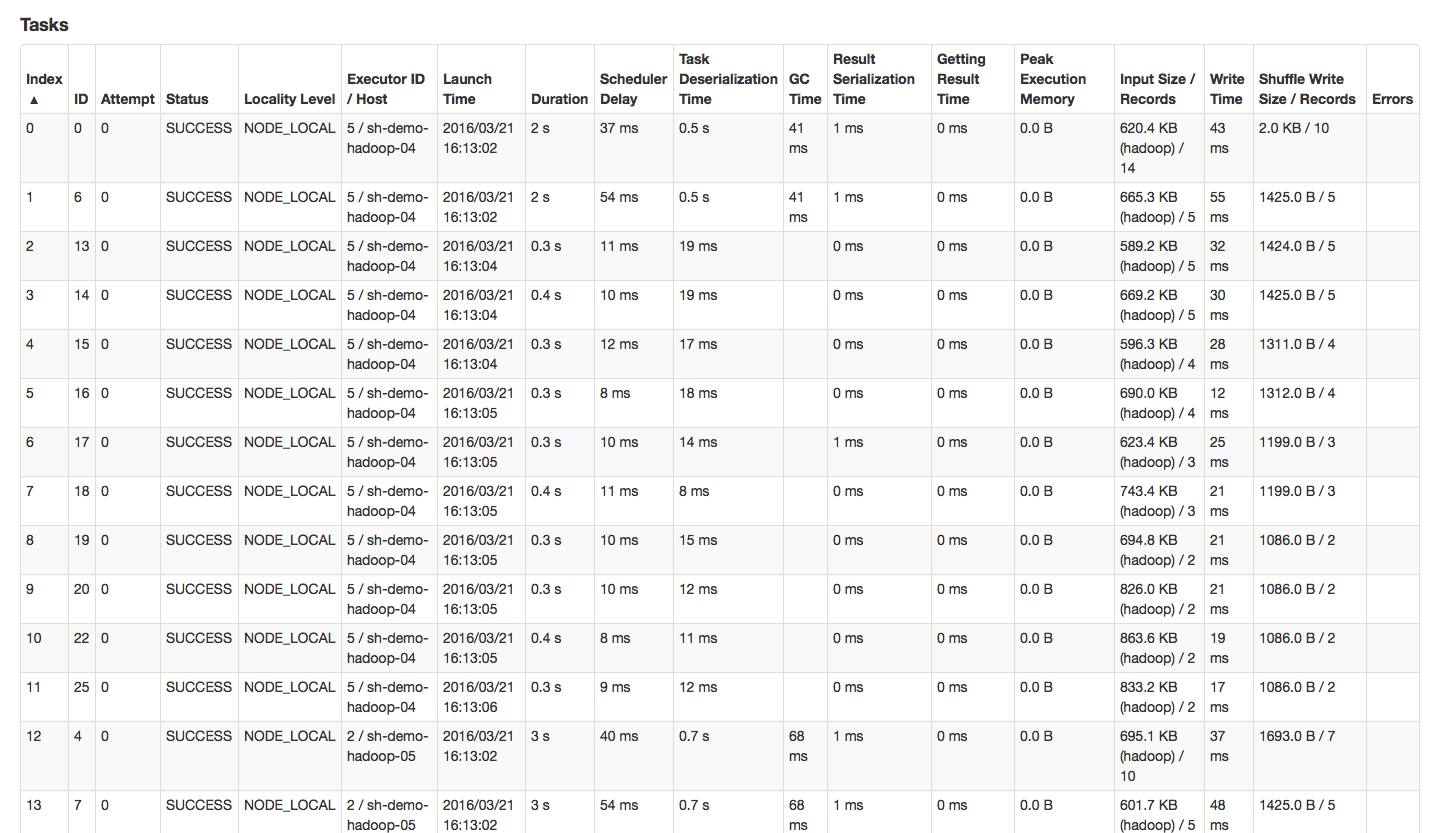 Tasks
Index ▲ ID Attempt Status Locality Level Executor ID / Host Launch Time Duration Scheduler Delay Task Deserialization Time GC Time Result Serialization Time Getting Result Time Peak Execution Memory Input Size / Records Write Time Shuffle Write Size / Records Errors
0 0 0 SUCCESS NODE_LOCAL 5 / sh-demo-hadoop-04 2016/03/21 16:13:02 2 s 37 ms 0.5 s 41 ms 1 ms 0 ms 0.0 B 620.4 KB (hadoop) / 14 43 ms 2.0 KB / 10
1 6 0 SUCCESS NODE_LOCAL 5 / sh-demo-hadoop-04 2016/03/21 16:13:02 2 s 54 ms 0.5 s 41 ms 1 ms 0 ms 0.0 B 665.3 KB (hadoop) / 5 55 ms 1425.0 B / 5
2 13 0 SUCCESS NODE_LOCAL 5 / sh-demo-hadoop-04 2016/03/21 16:13:04 0.3 s 11 ms 19 ms 0 ms 0 ms 0.0 B 589.2 KB (hadoop) / 5 32 ms 1424.0 B / 5
3 14 0 SUCCESS NODE_LOCAL 5 / sh-demo-hadoop-04 2016/03/21 16:13:04 0.4 s 10 ms 19 ms 0 ms 0 ms 0.0 B 669.2 KB (hadoop) / 5 30 ms 1425.0 B / 5
4 15 0 SUCCESS NODE_LOCAL 5 / sh-demo-hadoop-04 2016/03/21 16:13:04 0.3 s 12 ms 17 ms 0 ms 0 ms 0.0 B 596.3 KB (hadoop) / 4 28 ms 1311.0 B / 4
5 16 0 SUCCESS NODE_LOCAL 5 / sh-demo-hadoop-04 2016/03/21 16:13:05 0.3 s 8 ms 18 ms 0 ms 0 ms 0.0 B 690.0 KB (hadoop) / 4 12 ms 1312.0 B / 4
6 17 0 SUCCESS NODE_LOCAL 5 / sh-demo-hadoop-04 2016/03/21 16:13:05 0.3 s 10 ms 14 ms 1 ms 0 ms 0.0 B 623.4 KB (hadoop) / 3 25 ms 1199.0 B / 3
7 18 0 SUCCESS NODE_LOCAL 5 / sh-demo-hadoop-04 2016/03/21 16:13:05 0.4 s 11 ms 8 ms 0 ms 0 ms 0.0 B 743.4 KB (hadoop) / 3 21 ms 1199.0 B / 3
8 19 0 SUCCESS NODE_LOCAL 5 / sh-demo-hadoop-04 2016/03/21 16:13:05 0.3 s 10 ms 15 ms 0 ms 0 ms 0.0 B 694.8 KB (hadoop) / 2 21 ms 1086.0 B / 2
9 20 0 SUCCESS NODE_LOCAL 5 / sh-demo-hadoop-04 2016/03/21 16:13:05 0.3 s 10 ms 12 ms 0 ms 0 ms 0.0 B 826.0 KB (hadoop) / 2 21 ms 1086.0 B / 2
10 22 0 SUCCESS NODE_LOCAL 5 / sh-demo-hadoop-04 2016/03/21 16:13:05 0.4 s 8 ms 11 ms 0 ms 0 ms 0.0 B 863.6 KB (hadoop) / 2 19 ms 1086.0 B / 2
11 25 0 SUCCESS NODE_LOCAL 5 / sh-demo-hadoop-04 2016/03/21 16:13:06 0.3 s 9 ms 12 ms 0 ms 0 ms 0.0 B 833.2 KB (hadoop) / 2 17 ms 1086.0 B / 2
12 4 0 SUCCESS NODE_LOCAL 2 / sh-demo-hadoop-05 2016/03/21 16:13:02 3 s 40 ms 0.7 s 68 ms 1 ms 0 ms 0.0 B 695.1 KB (hadoop) / 10 37 ms 1693.0 B / 7
13 7 0 SUCCESS NODE_LOCAL 2 / sh-demo-hadoop-05 2016/03/21 16:13:02 3 s 54 ms 0.7 s 68 ms 1 ms 0 ms 0.0 B 601.7 KB (hadoop) / 5 48 ms 1425.0 B / 5